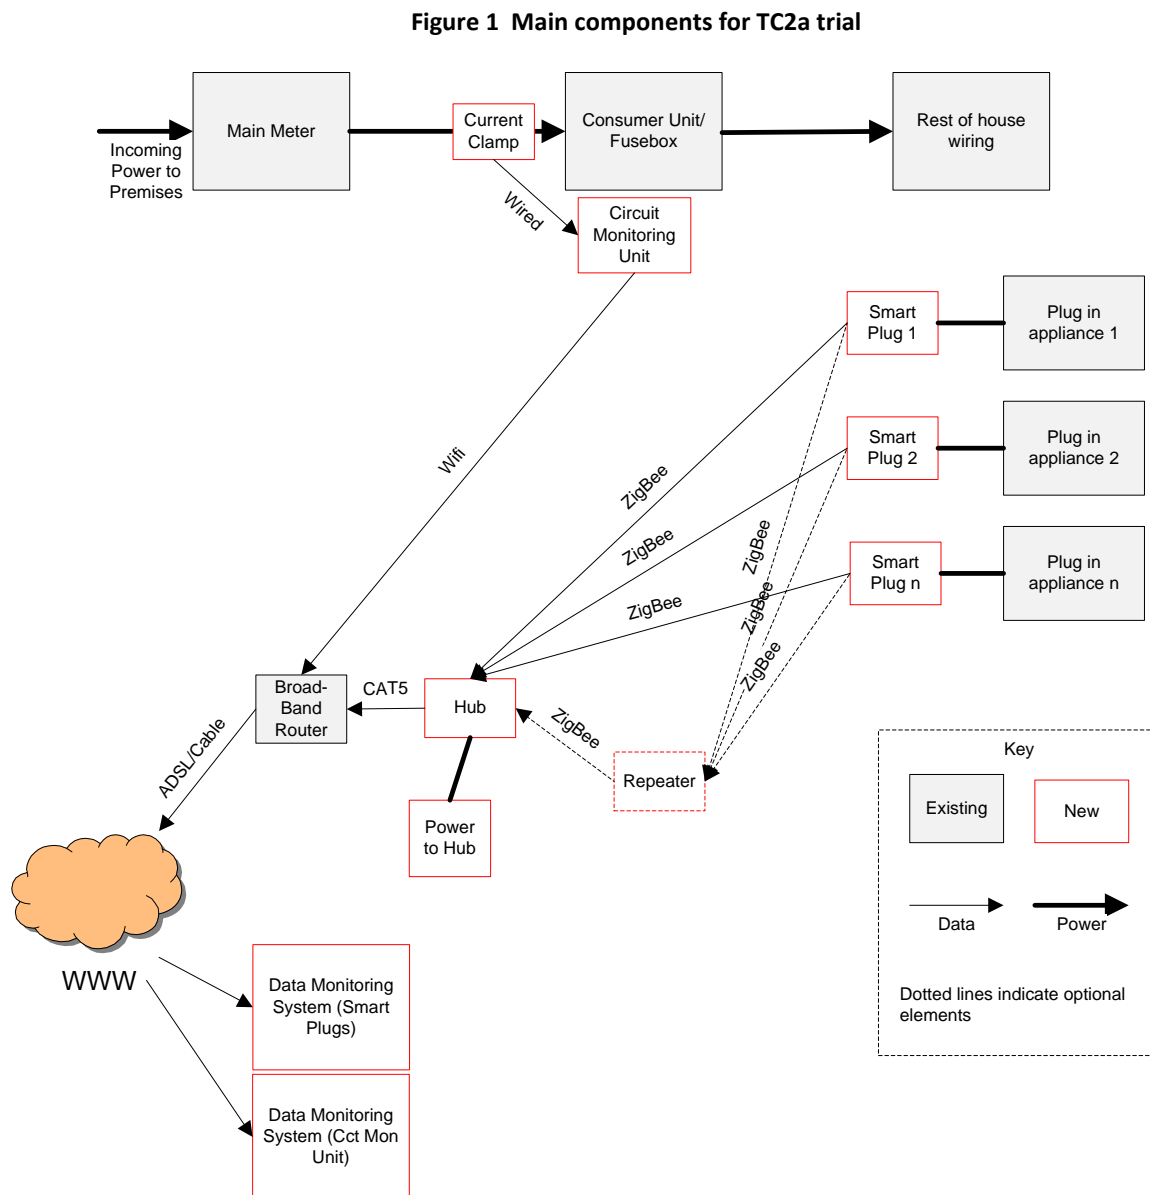 Figure 1  Main components for TC2a trial
Main Meter
Current
Clamp
Consumer Unit/
Fusebox
Rest of house
wiring
Incoming
Power to
Premises
Wired
Circuit
Monitoring
Unit
Smart
Plug 1
Plug in
appliance 1
Wifi
ZigBee
Smart
Plug 2
Plug in
appliance 2
ZigBee
ZigBee
Smart
Plug n
Plug in
appliance n
ZigBee
ZigBee
ZigBee
Broad-
Band
Router
CAT5
Hub
ZigBee
ADSL/Cable
Repeater
Power
to Hub
Key
Existing
New
Data
Power
Dotted lines indicate optional
elements
WWW
Data Monitoring
System (Smart
Plugs)
Data Monitoring
System (Cct Mon
Unit)